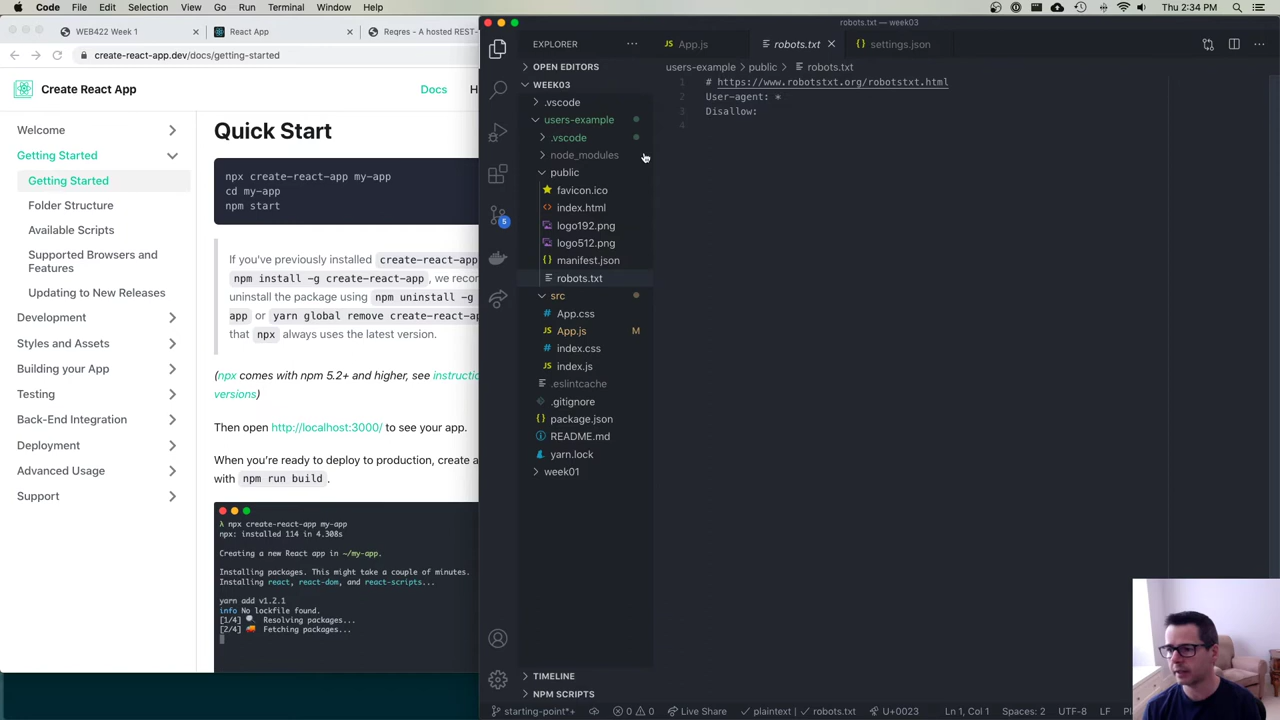 Code File Edit Selection View Go Run Terminal Window Help Thu 2:34 PM
WEB422 Week 1 × React App × Reqres - A hosted REST-
create-react-app.dev/docs/getting-started
Create React App Docs H
Welcome
Getting Started
Getting Started
Folder Structure
Available Scripts
Supported Browsers and
Features
Updating to New Releases
Development
Styles and Assets
Building your App
Testing
Back-End Integration
Deployment
Advanced Usage
Support
Quick Start
npx create-react-app my-app
cd my-app
npm start
If you've previously installed create-react-app
npm install -g create-react-app , we recon
uninstall the package using npm uninstall -g
app or yarn global remove create-react-ap
that npx always uses the latest version.
(npx comes with npm 5.2+ and higher, see instructio
versions)
Then open http://localhost:3000/ to see your app.
When you're ready to deploy to production, create a
with npm run build .
λ npx create-react-app my-app
npx: installed 114 in 4.308s
Creating a new React app in ~/my-app.
Installing packages. This might take a couple of minutes.
Installing react, react-dom, and react-scripts...
yarn add v1.2.1
info No lockfile found.
[1/4] Resolving packages...
[2/4] Fetching packages...
robots.txt — week03
EXPLORER
OPEN EDITORS
WEEK03
.vscode
users-example
.vscode
node_modules
public
favicon.ico
index.html
logo192.png
logo512.png
manifest.json
robots.txt
src
App.css
App.js M
index.css
index.js
.eslintcache
.gitignore
package.json
README.md
yarn.lock
week01
TIMELINE
NPM SCRIPTS
5
App.js robots.txt × settings.json
users-example > public > robots.txt
1 # https://www.robotstxt.org/robotstxt.html
2 User-agent: *
3 Disallow:
4
starting-point*+ 0 0 Live Share plaintext | robots.txt U+0023 Ln 1, Col 1 Spaces: 2 UTF-8 LF